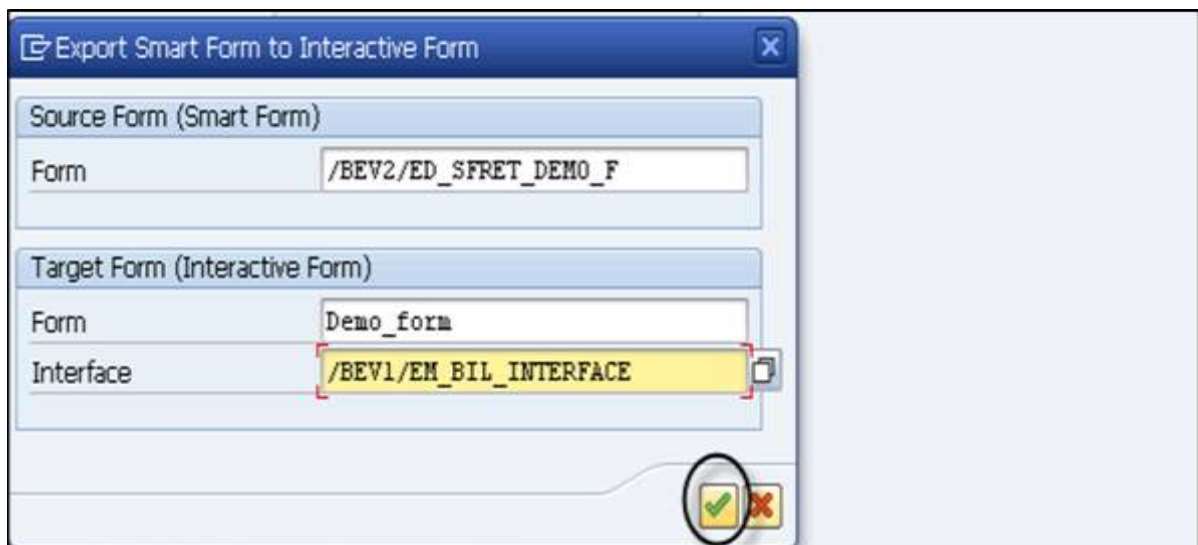 Export Smart Form to Interactive Form
Source Form (Smart Form)
Form /BEV2/ED_SFRET_DEMO_F
Target Form (Interactive Form)
Form Demo_form
Interface /BEV1/EM_BIL_INTERFACE